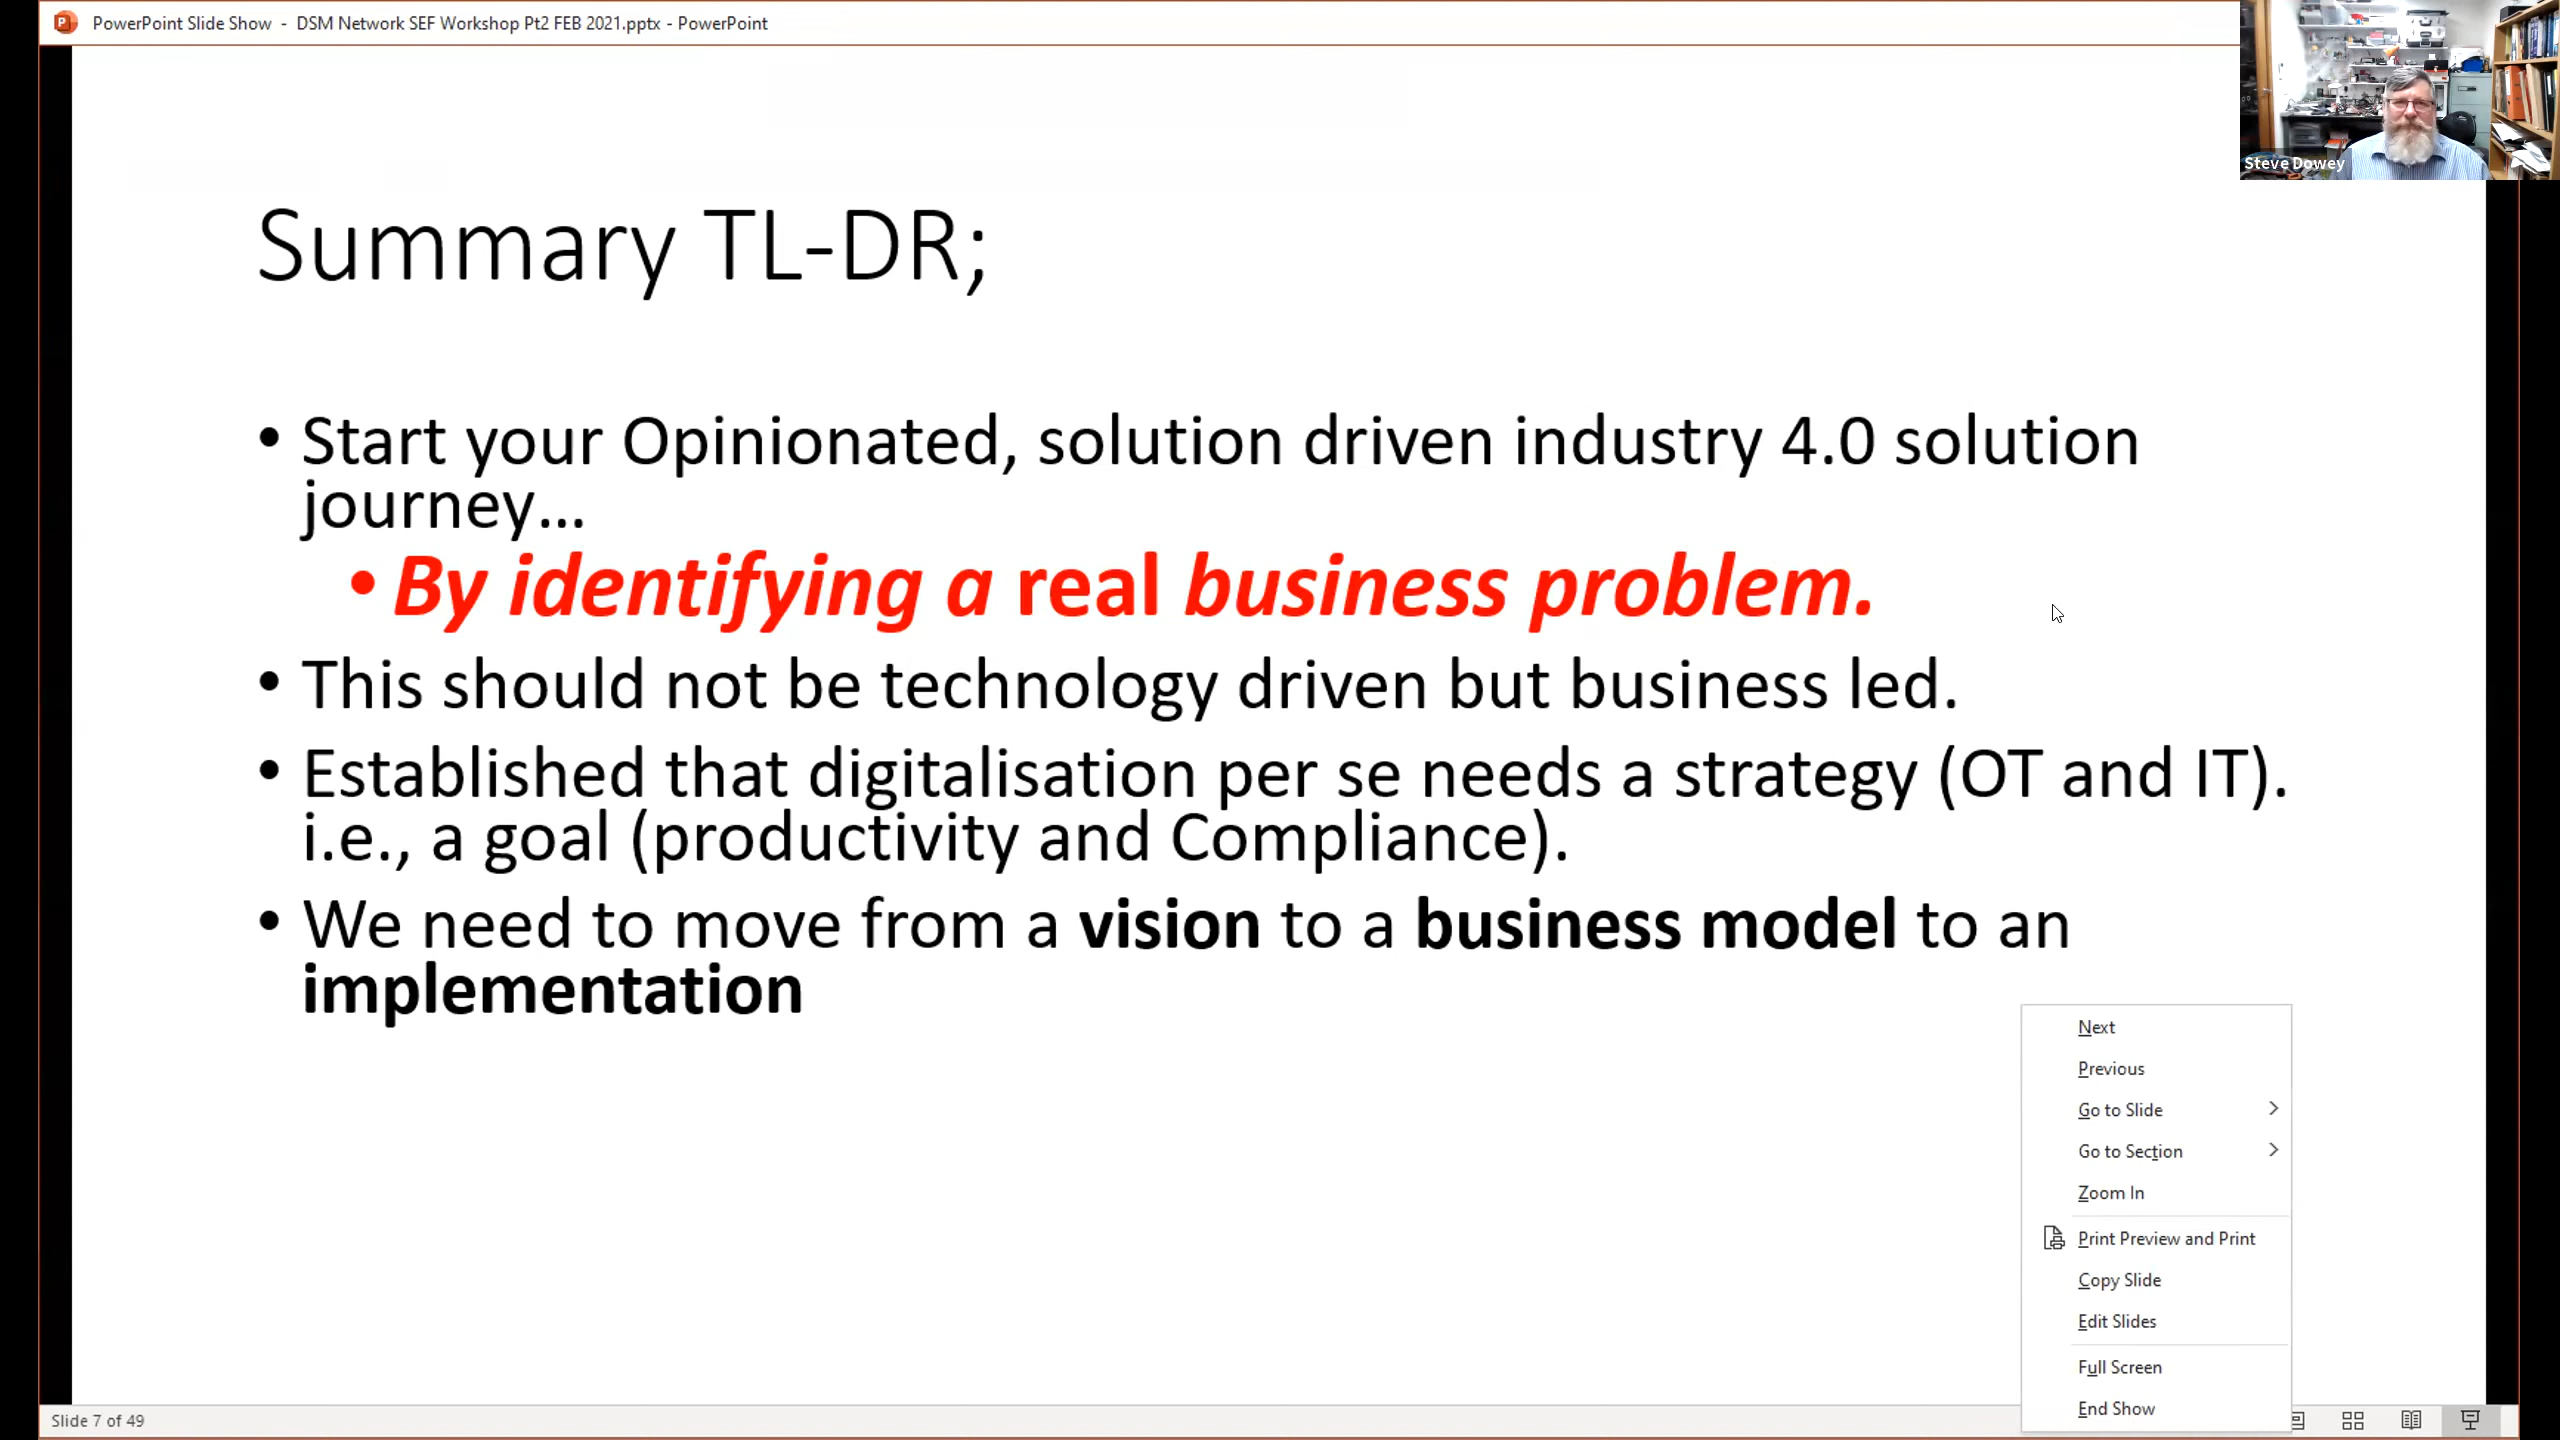 PowerPoint Slide Show - DSM Network SEF Workshop Pt2 FEB 2021.pptx - PowerPoint
Steve Dowey
Summary TL-DR;
• Start your Opinionated, solution driven industry 4.0 solution
journey...
• By identifying a real business problem.
• This should not be technology driven but business led.
• Established that digitalisation per se needs a strategy (OT and IT).
i.e., a goal (productivity and Compliance).
• We need to move from a vision to a business model to an
implementation
Next
Previous
Go to Slide
Go to Section
Zoom In
Print Preview and Print
Copy Slide
Edit Slides
Full Screen
End Show
Slide 7 of 49